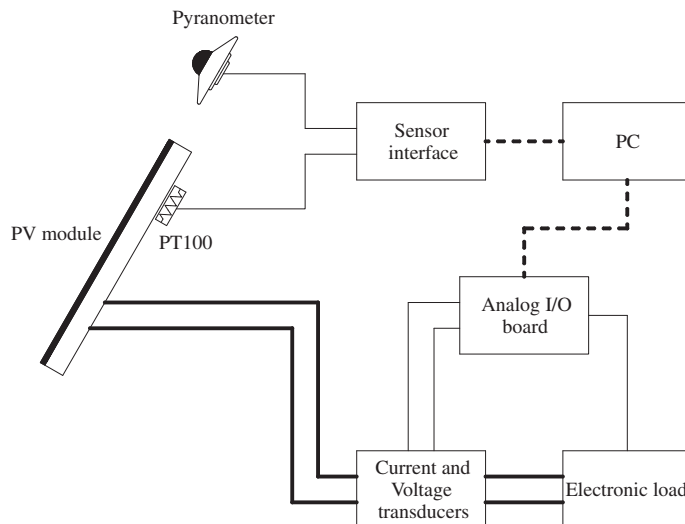 Pyranometer
Sensor
interface
PC
PV module
PT100
Analog I/O
board
Current and
Voltage
transducers
Electronic load